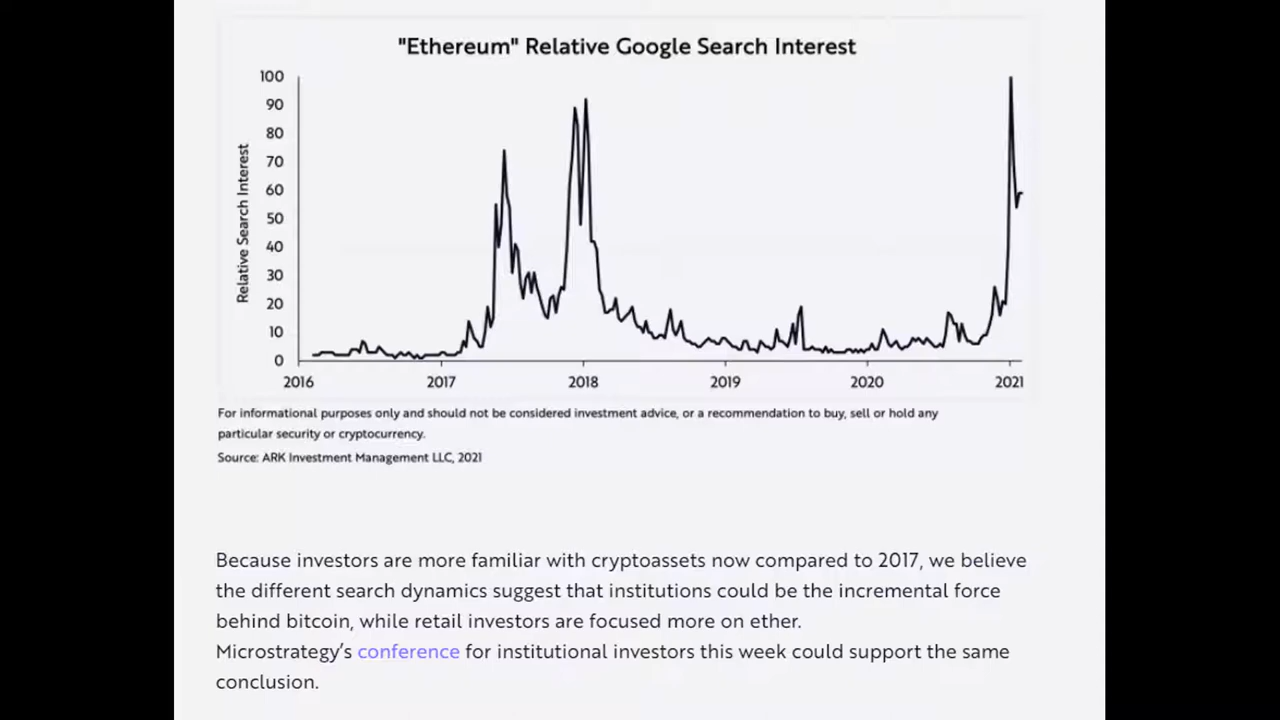 "Ethereum" Relative Google Search Interest
Relative Search Interest
100
90
80
70
60
50
40
30
20
10
0
2016 2017 2018 2019 2020 2021
For informational purposes only and should not be considered investment advice, or a recommendation to buy, sell or hold any
particular security or cryptocurrency.
Source: ARK Investment Management LLC, 2021
Because investors are more familiar with cryptoassets now compared to 2017, we believe
the different search dynamics suggest that institutions could be the incremental force
behind bitcoin, while retail investors are focused more on ether.
Microstrategy’s conference for institutional investors this week could support the same
conclusion.